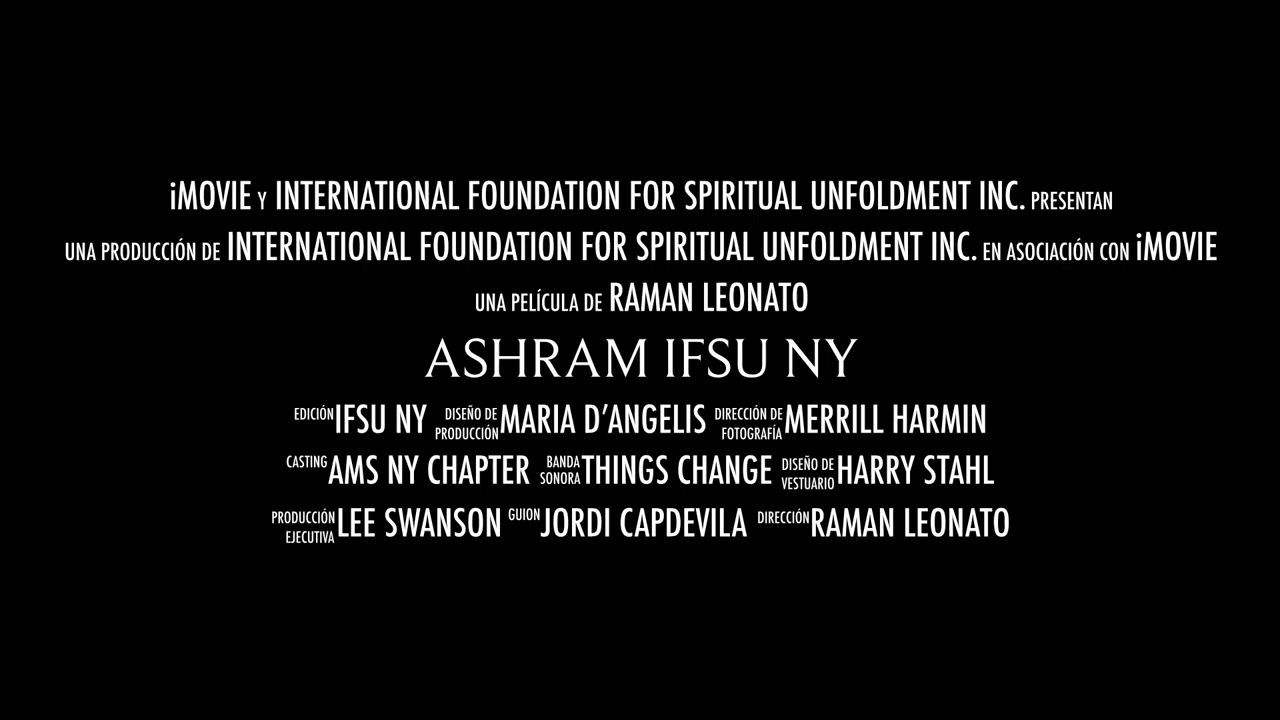 iMOVIE Y INTERNATIONAL FOUNDATION FOR SPIRITUAL UNFOLDMENT INC. PRESENTAN
UNA PRODUCCIÓN DE INTERNATIONAL FOUNDATION FOR SPIRITUAL UNFOLDMENT INC. EN ASOCIACIÓN CON iMOVIE
UNA PELÍCULA DE RAMAN LEONATO
ASHRAM IFSU NY
EDICIÓN IFSU NY DISEÑO DE PRODUCCIÓN MARIA D’ANGELIS DIRECCIÓN DE FOTOGRAFÍA MERRILL HARMIN
CASTING AMS NY CHAPTER BANDA SONORA THINGS CHANGE DISEÑO DE VESTUARIO HARRY STAHL
PRODUCCIÓN EJECUTIVA LEE SWANSON GUION JORDI CAPDEVILA DIRECCIÓN RAMAN LEONATO